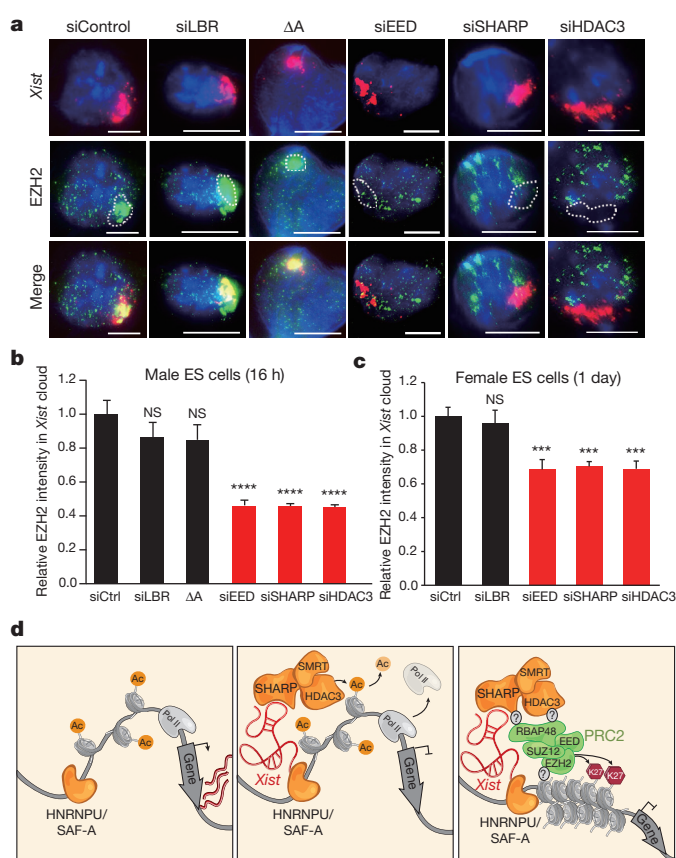 a
siControl siLBR ΔA siEED siSHARP siHDAC3
Xist
EZH2
Merge
b
Male ES cells (16 h)
Relative EZH2 intensity in Xist cloud
1.2
1.0
0.8
0.6
0.4
0.2
0.0
NS NS
**** **** ****
siCtrl siLBR ΔA siEED siSHARP siHDAC3
c
Female ES cells (1 day)
Relative EZH2 intensity in Xist cloud
1.2
1.0
0.8
0.6
0.4
0.2
0.0
NS
*** *** ***
siCtrl siLBR siEED siSHARP siHDAC3
d
Ac
Ac
Ac
Pol II
Gene
HNRNPU/
SAF-A
SMRT
SHARP
HDAC3
Ac
Ac
Ac
Ac
Pol II
Pol II
Xist
Gene
HNRNPU/
SAF-A
SMRT
SHARP
HDAC3
? ?
RBAP48
PRC2
EED
SUZ12
EZH2
Xist
?
K27 K27
HNRNPU/
SAF-A
Gene